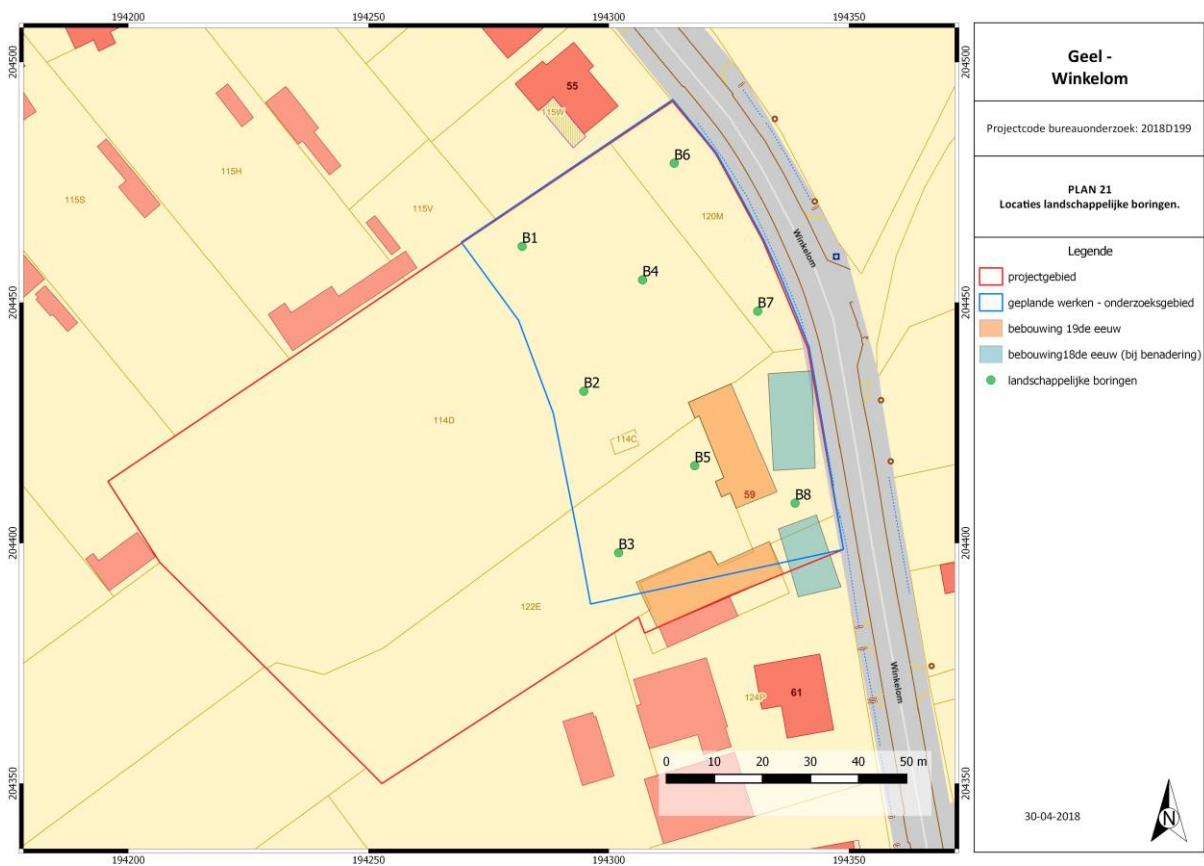 194200
194250
194300
194350
204500
204500
55
115W
B6
115H
115S
115V
120M
B1
Winkelom
B4
204450
204450
B7
B2
114D
114C
B5
59
B8
204400
204400
B3
122E
124P
61
Winkelom
0 10 20 30 40 50 m
204350
204350
194200
194250
194300
194350
Geel -
Winkelom
Projectcode bureauonderzoek: 2018D199
PLAN 21
Locaties landschappelijke boringen.
Legende
projectgebied
geplande werken - onderzoeksgebied
bebouwing 19de eeuw
bebouwing18de eeuw (bij benadering)
landschappelijke boringen
30-04-2018
N